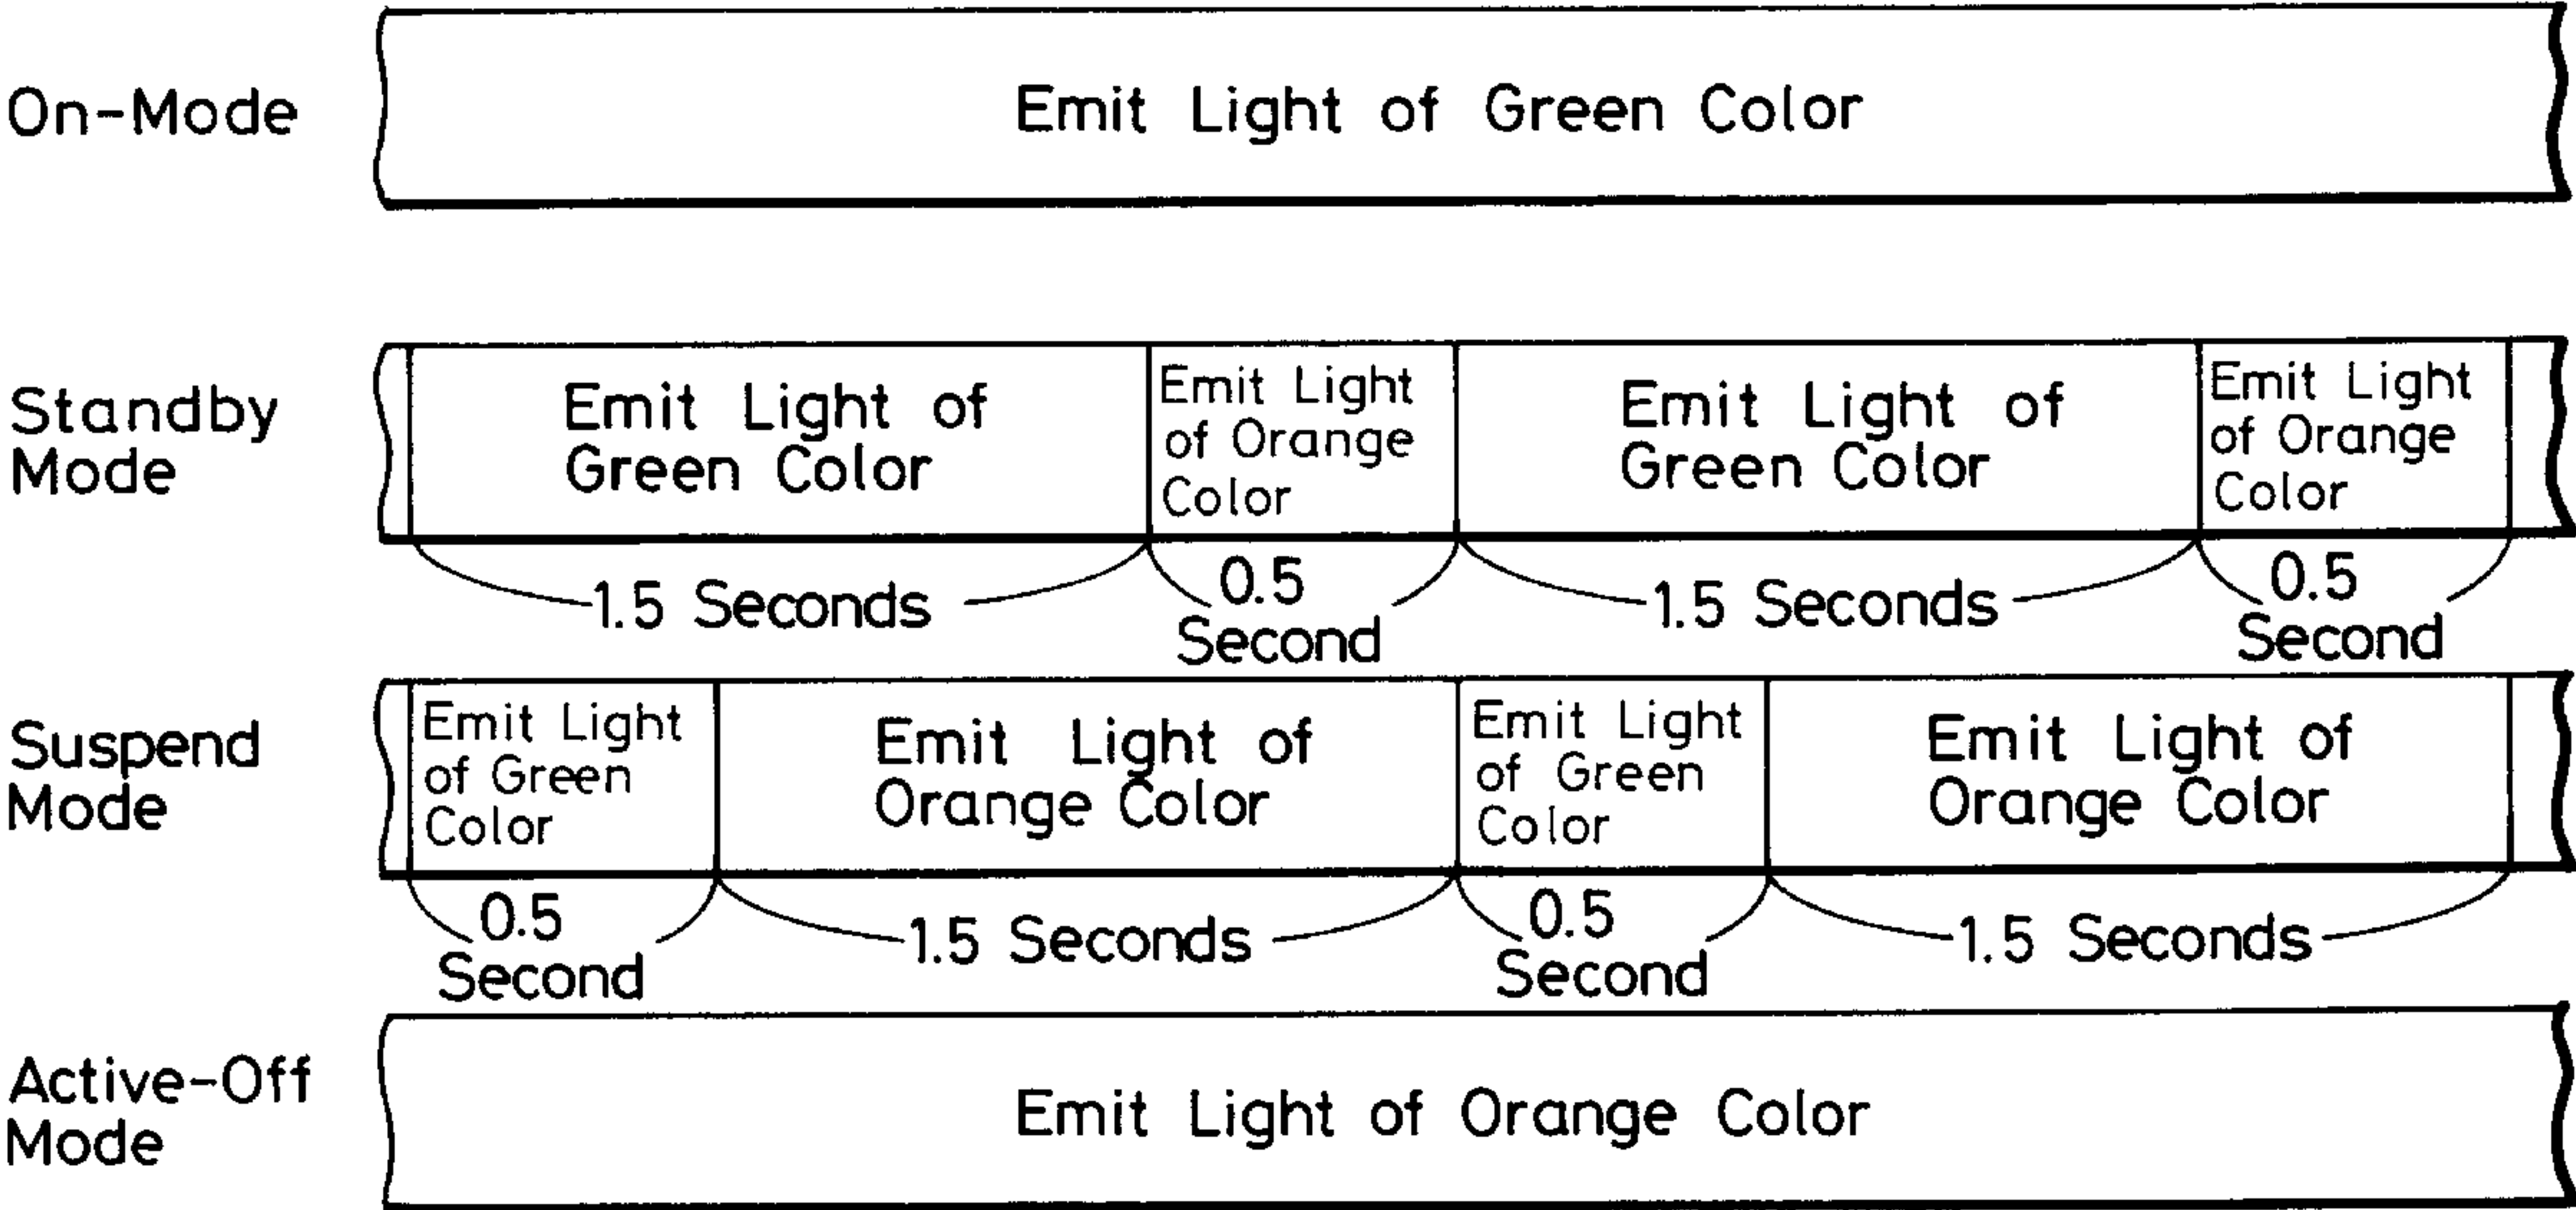 On-Mode
Emit Light of Green Color
Standby
Mode
Emit Light of
Green Color
Emit Light
of Orange
Color
Emit Light of
Green Color
Emit Light
of Orange
Color
1.5 Seconds
0.5
Second
1.5 Seconds
0.5
Second
Suspend
Mode
Emit Light
of Green
Color
Emit Light of
Orange Color
Emit Light
of Green
Color
Emit Light of
Orange Color
0.5
Second
1.5 Seconds
0.5
Second
1.5 Seconds
Active-Off
Mode
Emit Light of Orange Color